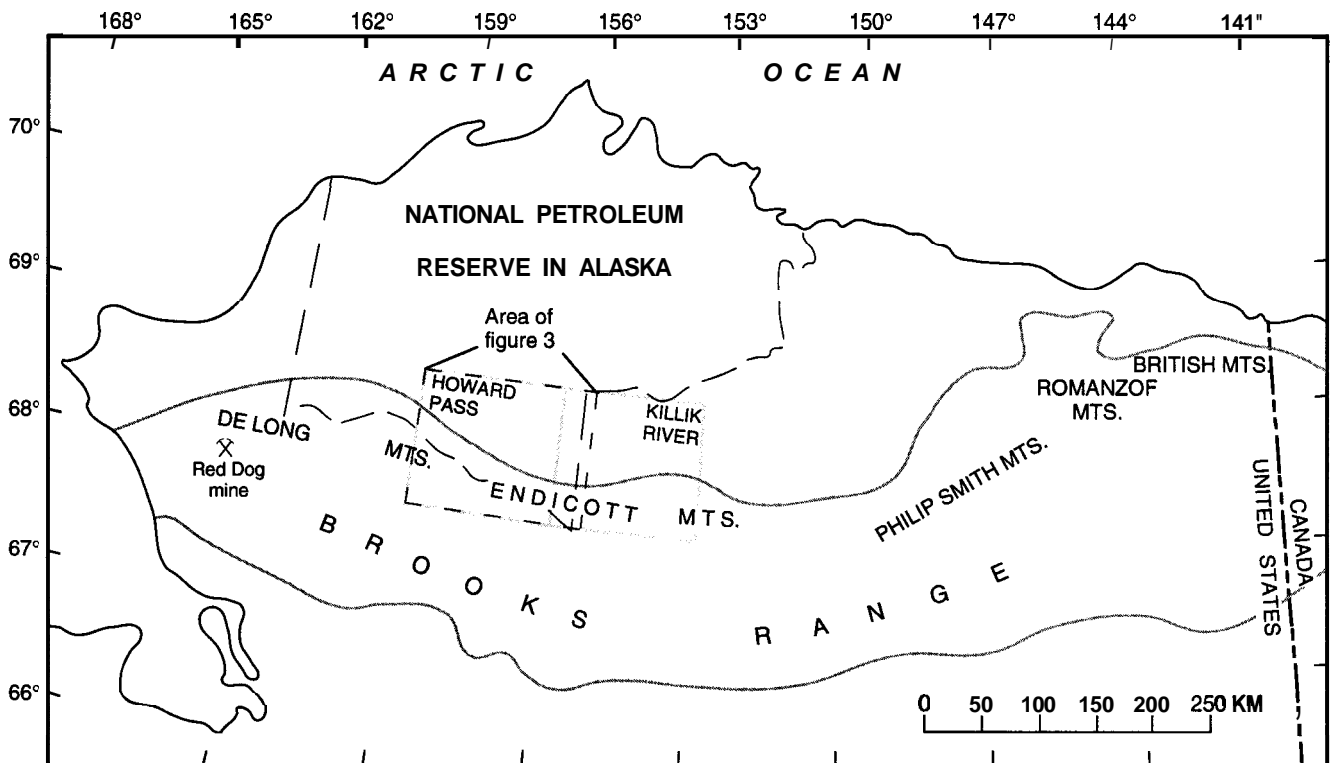 168° 165° 162° 159° 156° 153° 150° 147° 144° 141"
ARCTIC OCEAN
70°
NATIONAL PETROLEUM
RESERVE IN ALASKA
69°
Area of
figure 3
BRITISH MTS.
ROMANZOF
MTS.
HOWARD
PASS
KILLIK
RIVER
68°
DE LONG
MTS.
Red Dog
mine
ENDICOTT MTS.
PHILIP SMITH MTS.
UNITED STATES
CANADA
67°
BROOKS RANGE
66°
0 50 100 150 200 250 KM